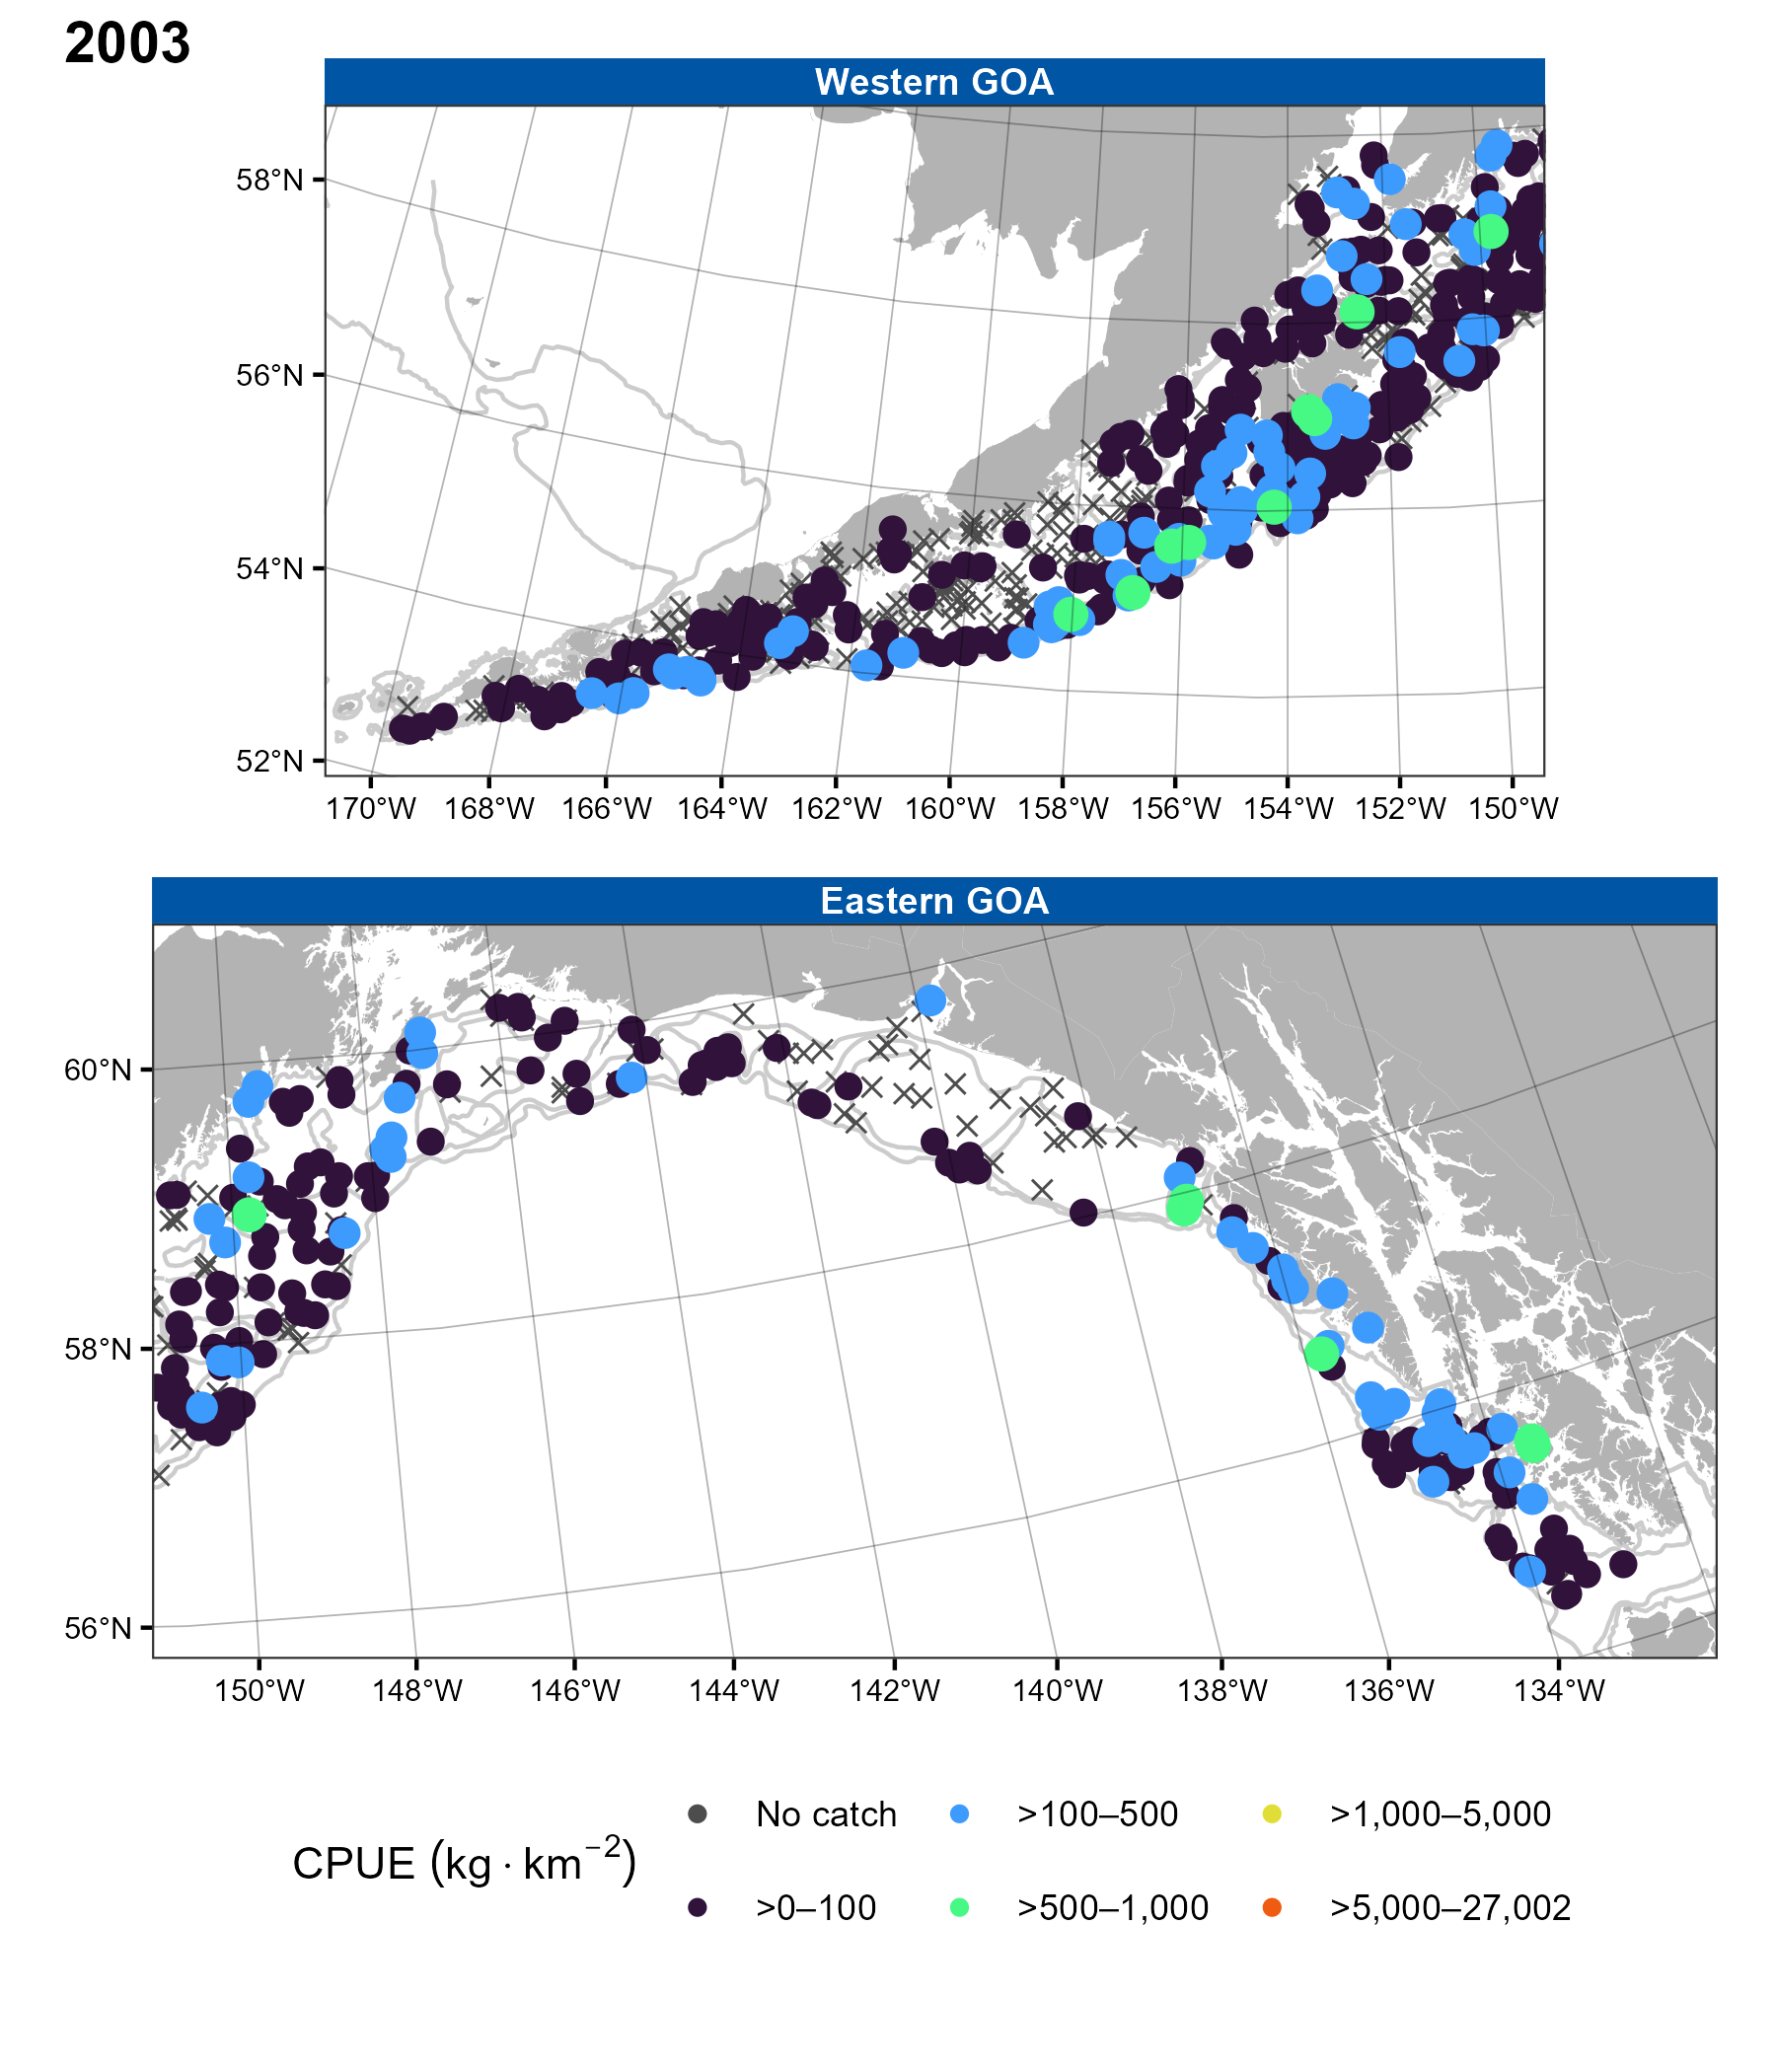 2003
Western GOA
58°N
56°N
54°N
52°N
170°W 168°W 166°W 164°W 162°W 160°W 158°W 156°W 154°W 152°W 150°W
Eastern GOA
60°N
58°N
56°N
150°W 148°W 146°W 144°W 142°W 140°W 138°W 136°W 134°W
CPUE (kg · km⁻²)
No catch >100–500 >1,000–5,000
>0–100 >500–1,000 >5,000–27,002